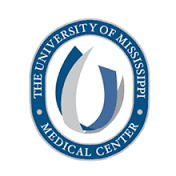 THE UNIVERSITY OF MISSISSIPPI
MEDICAL CENTER